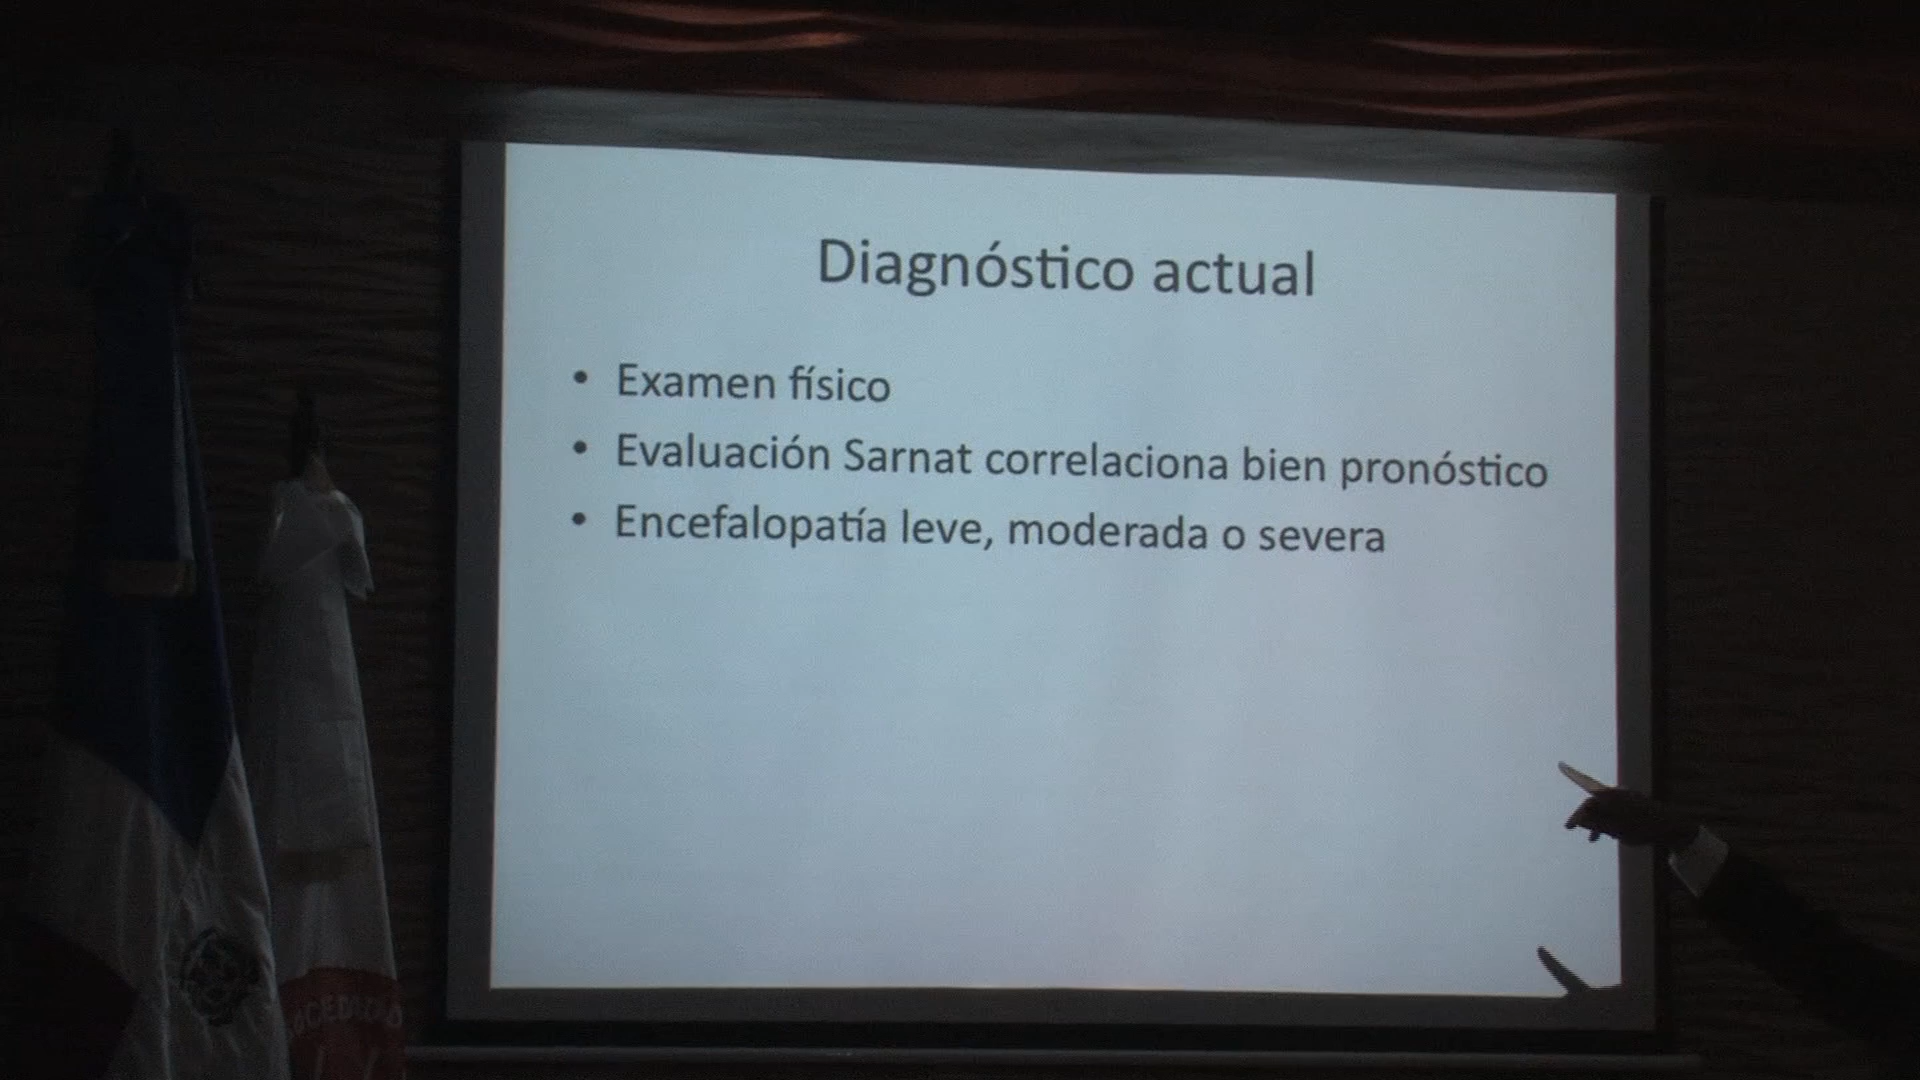 Diagnóstico actual
• Examen físico
• Evaluación Sarnat correlaciona bien pronóstico
• Encefalopatía leve, moderada o severa